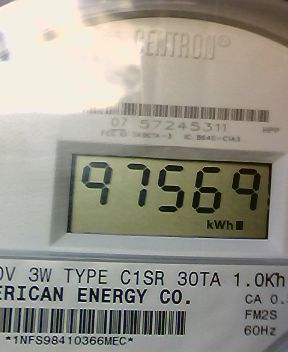 CENTRON®
07 57245311 HPP
97569
kWh
0V 3W TYPE C1SR 30TA 1.0Kh
ERICAN ENERGY CO. CA 0.
FM2S
*1NFS98410366MEC* 60Hz